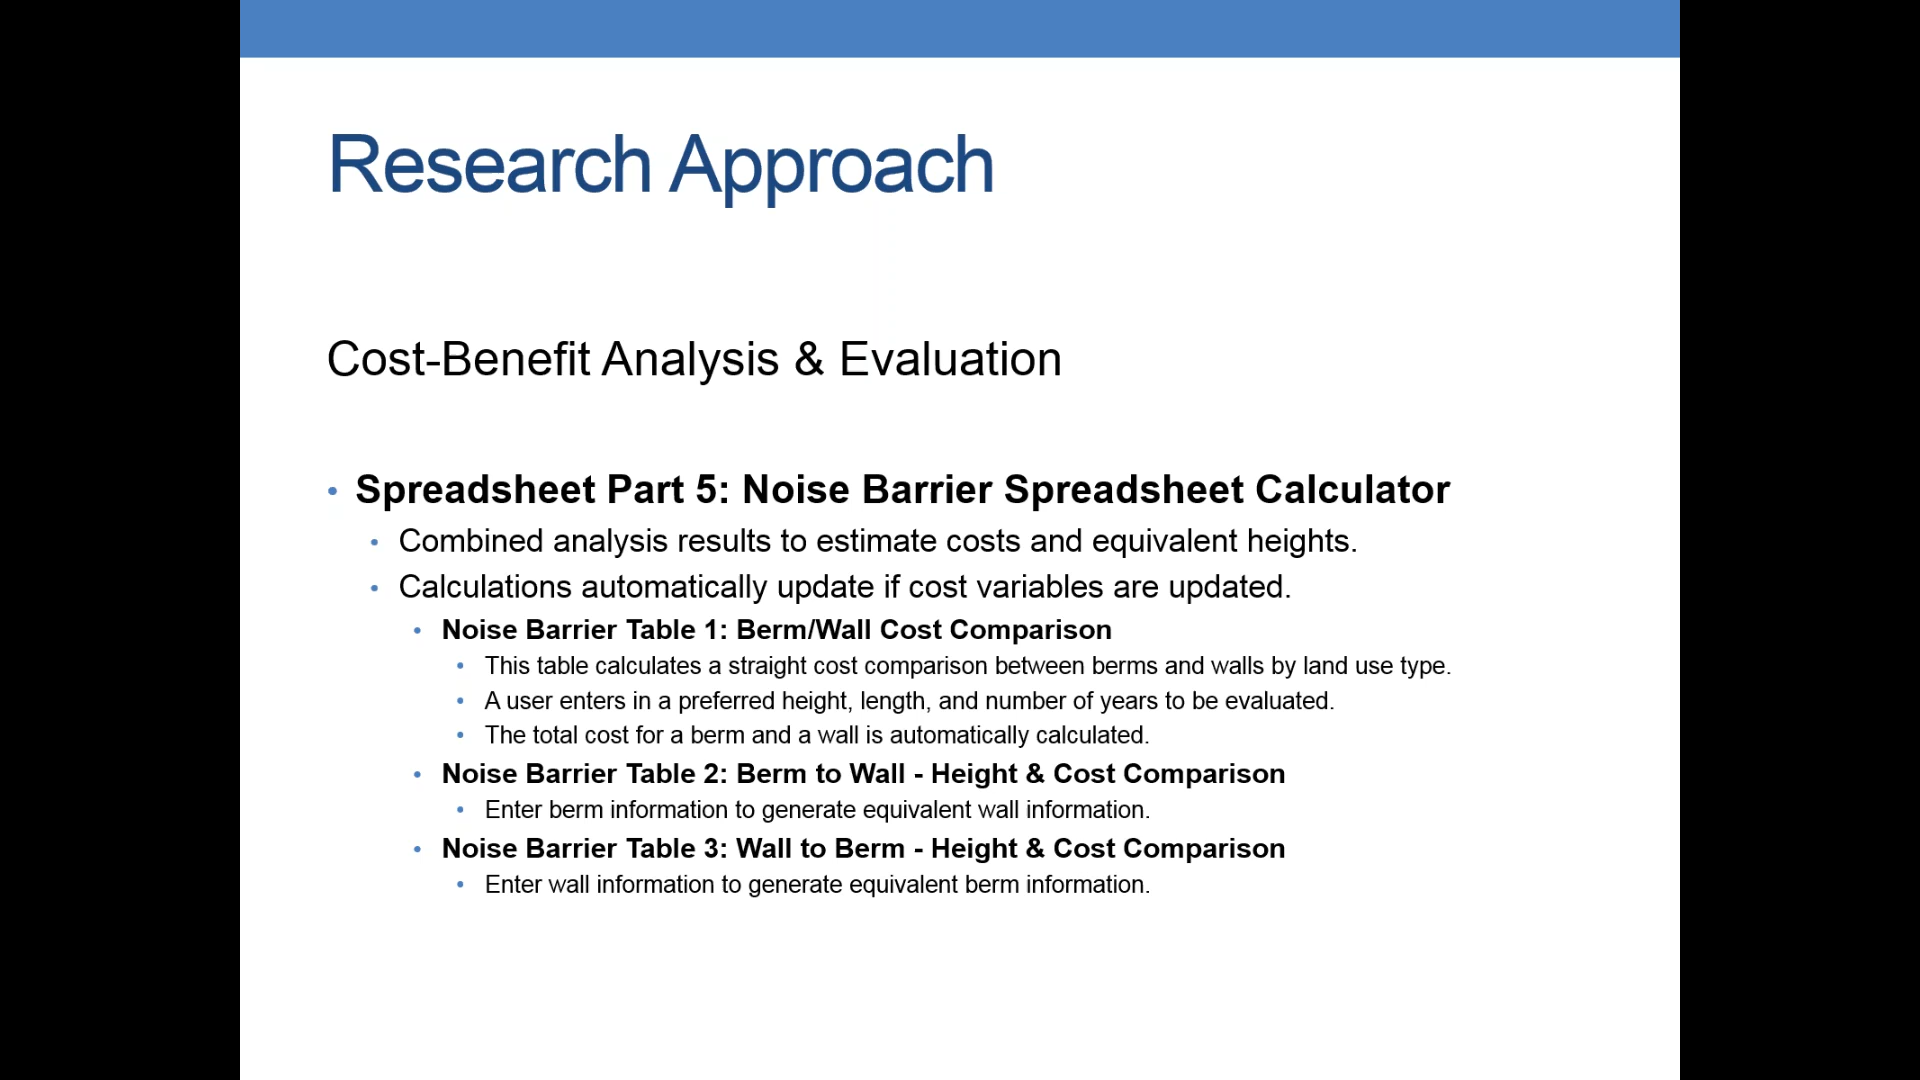 Research Approach
Cost-Benefit Analysis & Evaluation
• Spreadsheet Part 5: Noise Barrier Spreadsheet Calculator
• Combined analysis results to estimate costs and equivalent heights.
• Calculations automatically update if cost variables are updated.
• Noise Barrier Table 1: Berm/Wall Cost Comparison
• This table calculates a straight cost comparison between berms and walls by land use type.
• A user enters in a preferred height, length, and number of years to be evaluated.
• The total cost for a berm and a wall is automatically calculated.
• Noise Barrier Table 2: Berm to Wall - Height & Cost Comparison
• Enter berm information to generate equivalent wall information.
• Noise Barrier Table 3: Wall to Berm - Height & Cost Comparison
• Enter wall information to generate equivalent berm information.